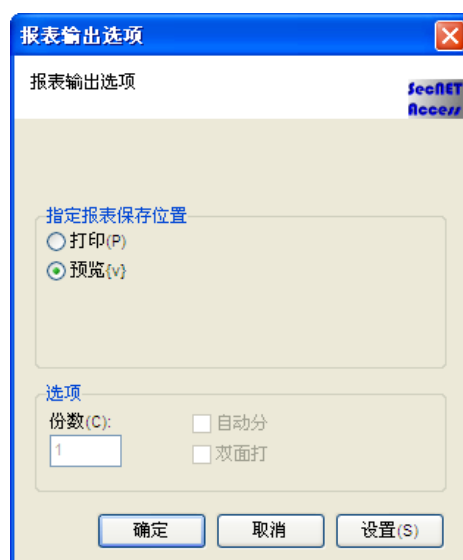 报表输出选项
报表输出选项
SecNET
Access
指定报表保存位置
打印(P)
预览{v}
选项
份数(C):
1
自动分
双面打
确定
取消
设置(S)